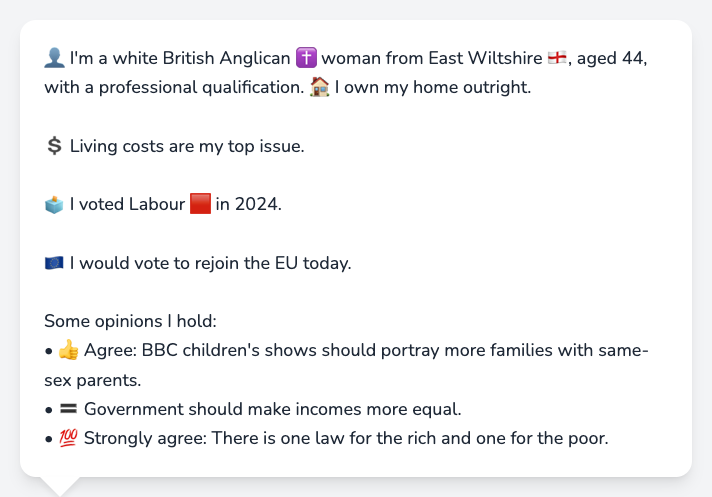 👤 I'm a white British Anglican ✝️ woman from East Wiltshire 🏴󠁧󠁢󠁥󠁮󠁧󠁿, aged 44,
with a professional qualification. 🏠 I own my home outright.
💲 Living costs are my top issue.
🗳️ I voted Labour 🟥 in 2024.
🇪🇺 I would vote to rejoin the EU today.
Some opinions I hold:
• 👍 Agree: BBC children's shows should portray more families with same-
sex parents.
• 🟰 Government should make incomes more equal.
• 💯 Strongly agree: There is one law for the rich and one for the poor.